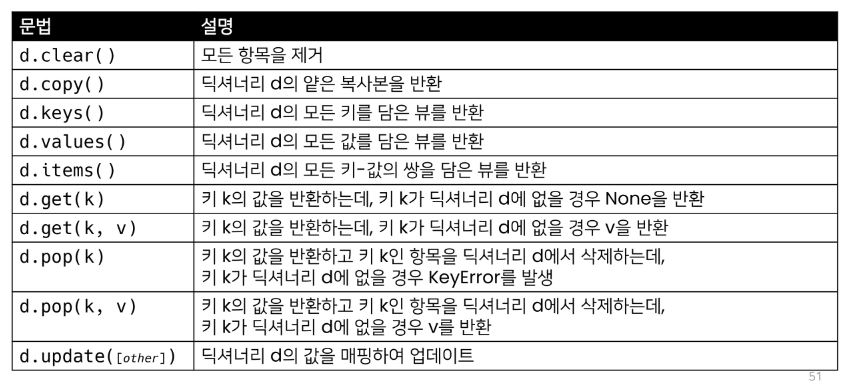 문법 설명
d.clear() 모든 항목을 제거
d.copy() 딕셔너리 d의 얕은 복사본을 반환
d.keys() 딕셔너리 d의 모든 키를 담은 뷰를 반환
d.values() 딕셔너리 d의 모든 값을 담은 뷰를 반환
d.items() 딕셔너리 d의 모든 키-값의 쌍을 담은 뷰를 반환
d.get(k) 키 k의 값을 반환하는데, 키 k가 딕셔너리 d에 없을 경우 None을 반환
d.get(k, v) 키 k의 값을 반환하는데, 키 k가 딕셔너리 d에 없을 경우 v을 반환
d.pop(k) 키 k의 값을 반환하고 키 k인 항목을 딕셔너리 d에서 삭제하는데,
키 k가 딕셔너리 d에 없을 경우 KeyError를 발생
d.pop(k, v) 키 k의 값을 반환하고 키 k인 항목을 딕셔너리 d에서 삭제하는데,
키 k가 딕셔너리 d에 없을 경우 v를 반환
d.update([other]) 딕셔너리 d의 값을 매핑하여 업데이트
51